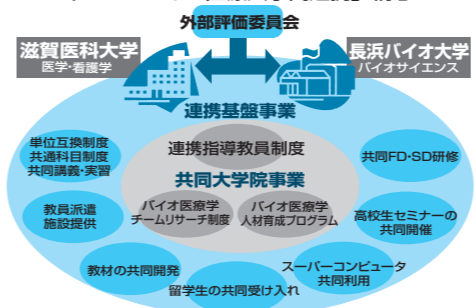 外部評価委員会
滋賀医科大学
医学・看護学
長浜バイオ大学
バイオサイエンス
連携基盤事業
単位互換制度
共通科目制度
共同講義・実習
連携指導教員制度
共同FD・SD研修
共同大学院事業
教員派遣
施設提供
バイオ医療学
チームリサーチ制度
バイオ医療学
人材育成プログラム
高校生セミナーの
共同開催
教材の共同開発
スーパーコンピュータ
共同利用
留学生の共同受け入れ